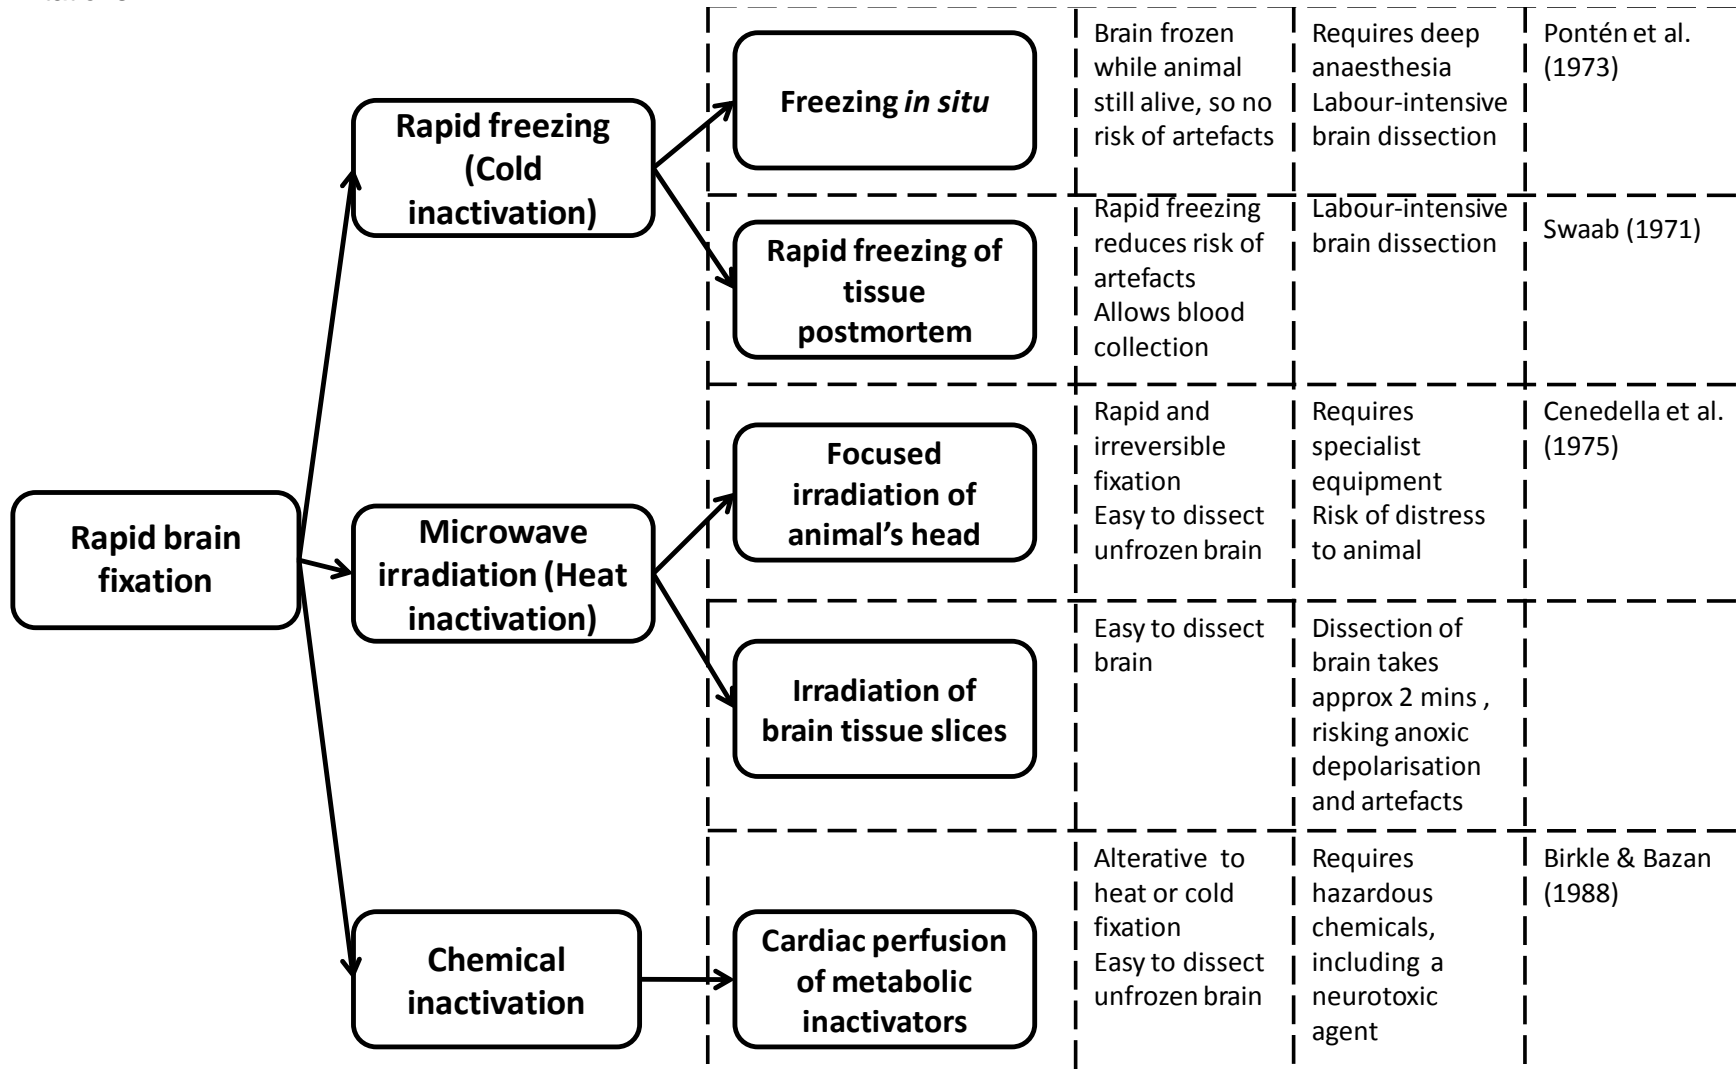 Rapid brain
fixation
Rapid freezing
(Cold
inactivation)
Microwave
irradiation (Heat
inactivation)
Chemical
inactivation
Freezing in situ
Brain frozen
while animal
still alive, so no
risk of artefacts
Requires deep
anaesthesia
Labour-intensive
brain dissection
Pontén et al.
(1973)
Rapid freezing of
tissue
postmortem
Rapid freezing
reduces risk of
artefacts
Allows blood
collection
Labour-intensive
brain dissection
Swaab (1971)
Focused
irradiation of
animal’s head
Rapid and
irreversible
fixation
Easy to dissect
unfrozen brain
Requires
specialist
equipment
Risk of distress
to animal
Cenedella et al.
(1975)
Irradiation of
brain tissue slices
Easy to dissect
brain
Dissection of
brain takes
approx 2 mins ,
risking anoxic
depolarisation
and artefacts
Cardiac perfusion
of metabolic
inactivators
Alterative to
heat or cold
fixation
Easy to dissect
unfrozen brain
Requires
hazardous
chemicals,
including a
neurotoxic
agent
Birkle & Bazan
(1988)